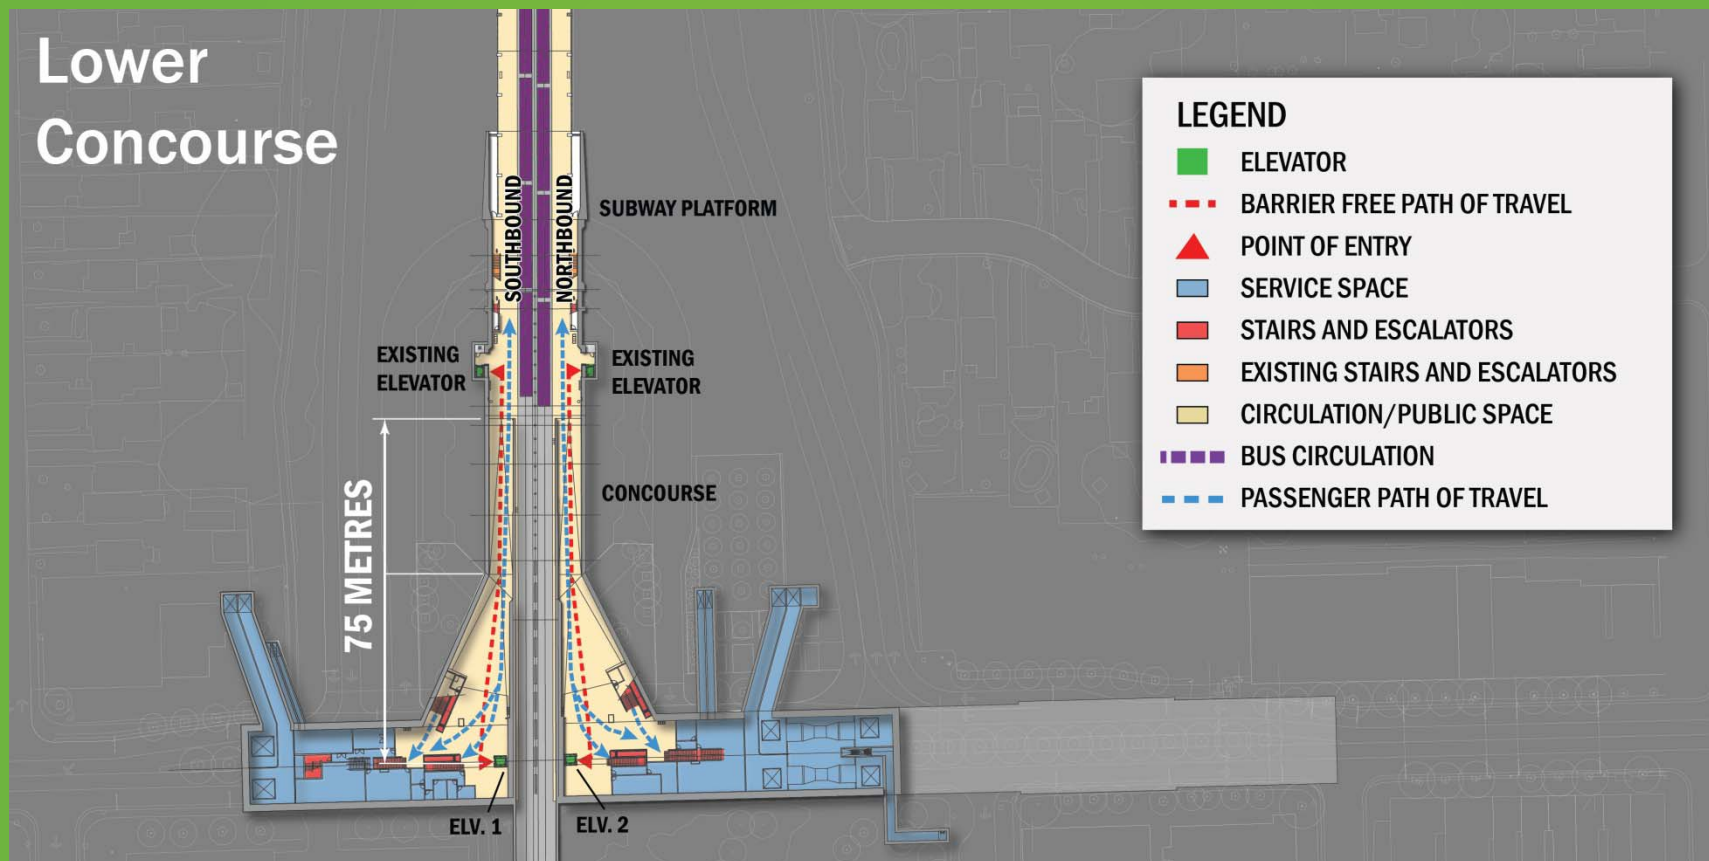 Lower
Concourse
LEGEND
ELEVATOR
BARRIER FREE PATH OF TRAVEL
POINT OF ENTRY
SERVICE SPACE
STAIRS AND ESCALATORS
EXISTING STAIRS AND ESCALATORS
CIRCULATION/PUBLIC SPACE
BUS CIRCULATION
PASSENGER PATH OF TRAVEL
SOUTHBOUND
NORTHBOUND
SUBWAY PLATFORM
EXISTING
ELEVATOR
EXISTING
ELEVATOR
75 METRES
CONCOURSE
ELV. 1
ELV. 2